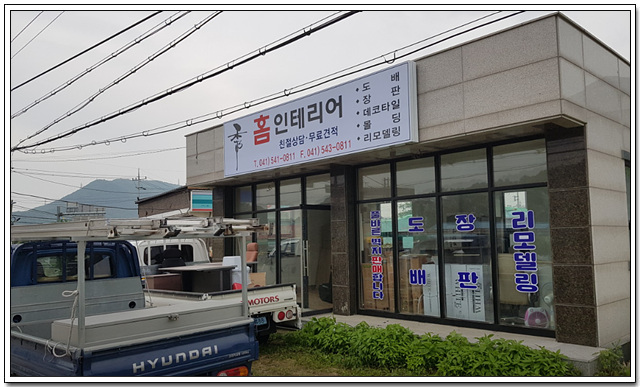 홈인테리어
친절상담·무료견적
T. 041) 541-0811 F. 041) 543-0811
• 도 배
• 장 판
• 데코타일
• 몰 딩
• 리모델링
도 장
배 판
리모델링
HYUNDAI
MOTORS